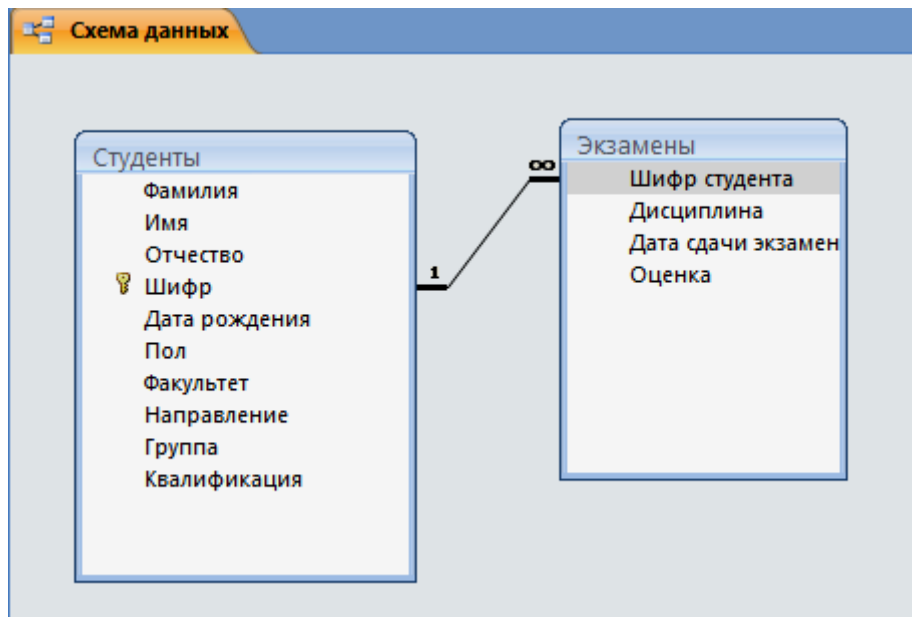 Схема данных
Студенты
Фамилия
Имя
Отчество
Шифр
Дата рождения
Пол
Факультет
Направление
Группа
Квалификация
1
∞
Экзамены
Шифр студента
Дисциплина
Дата сдачи экзамен
Оценка